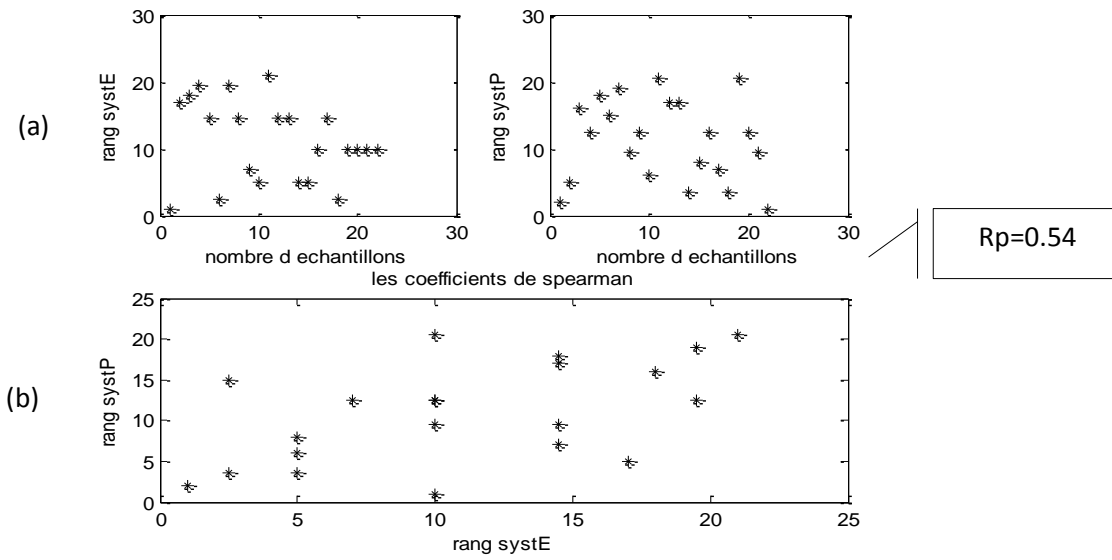 (a)
rang systE
30
20
10
0
0 10 20 30
nombre d echantillons
rang systP
30
20
10
0
0 10 20 30
nombre d echantillons
Rp=0.54
les coefficients de spearman
(b)
rang systP
25
20
15
10
5
0
0 5 10 15 20 25
rang systE